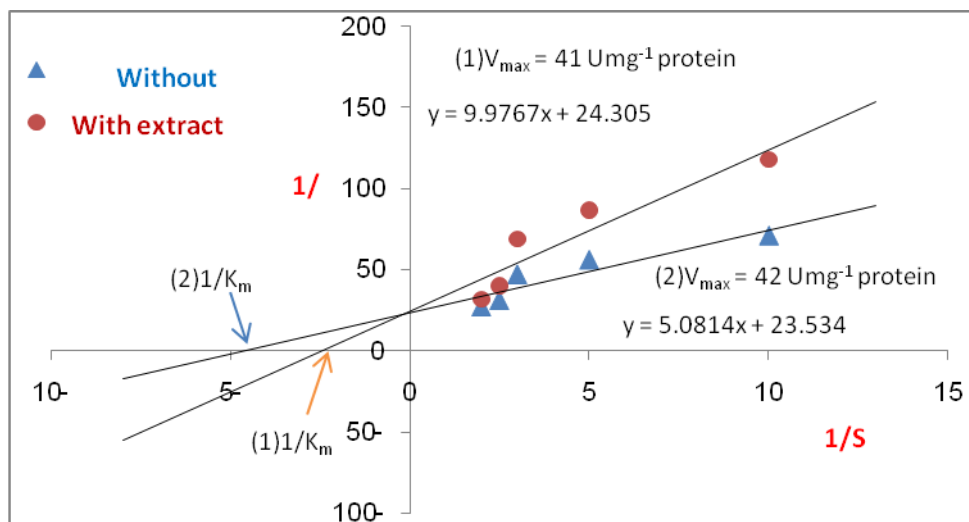 200
(1)Vmax = 41 Umg-1 protein
Without
150
y = 9.9767x + 24.305
With extract
1/
100
50
(2)1/Km
(2)Vmax = 42 Umg-1 protein
y = 5.0814x + 23.534
0
10-
5-
0
5
10
15
(1)1/Km
50-
1/S
100-